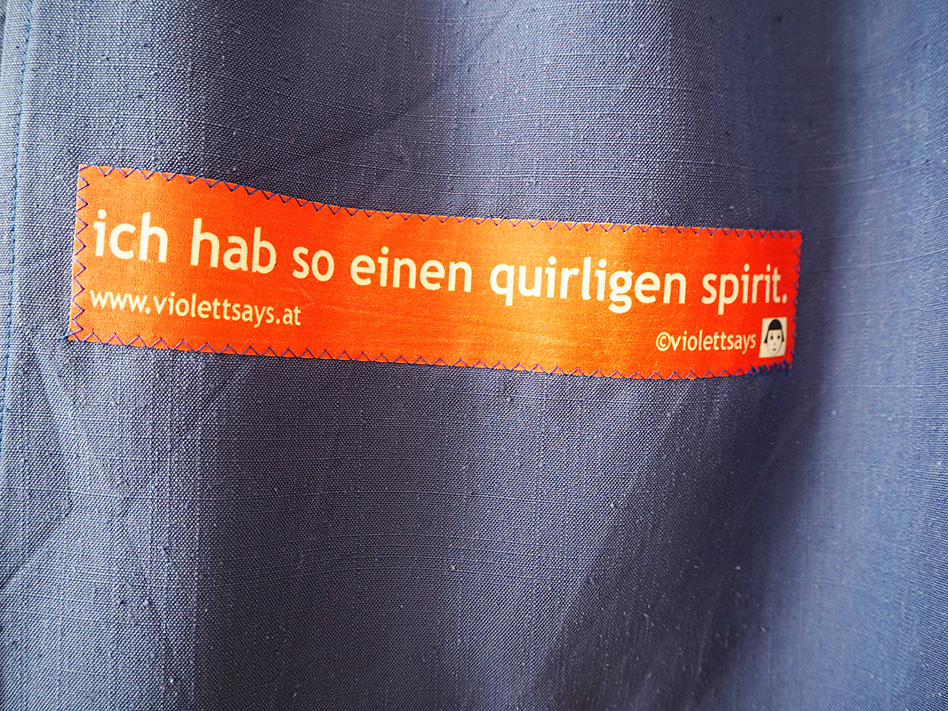 ich hab so einen quirligen spirit.
www.violettsays.at
©violettsays